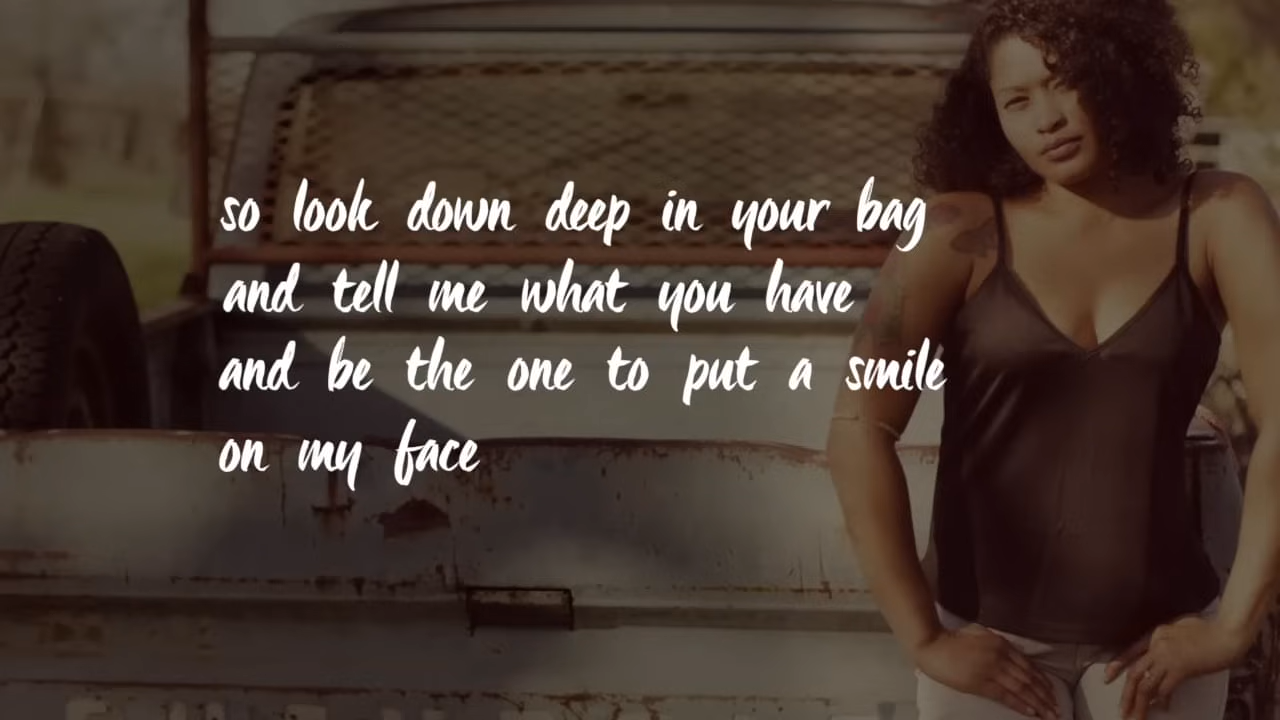 so look down deep in your bag
and tell me what you have
and be the one to put a smile
on my face